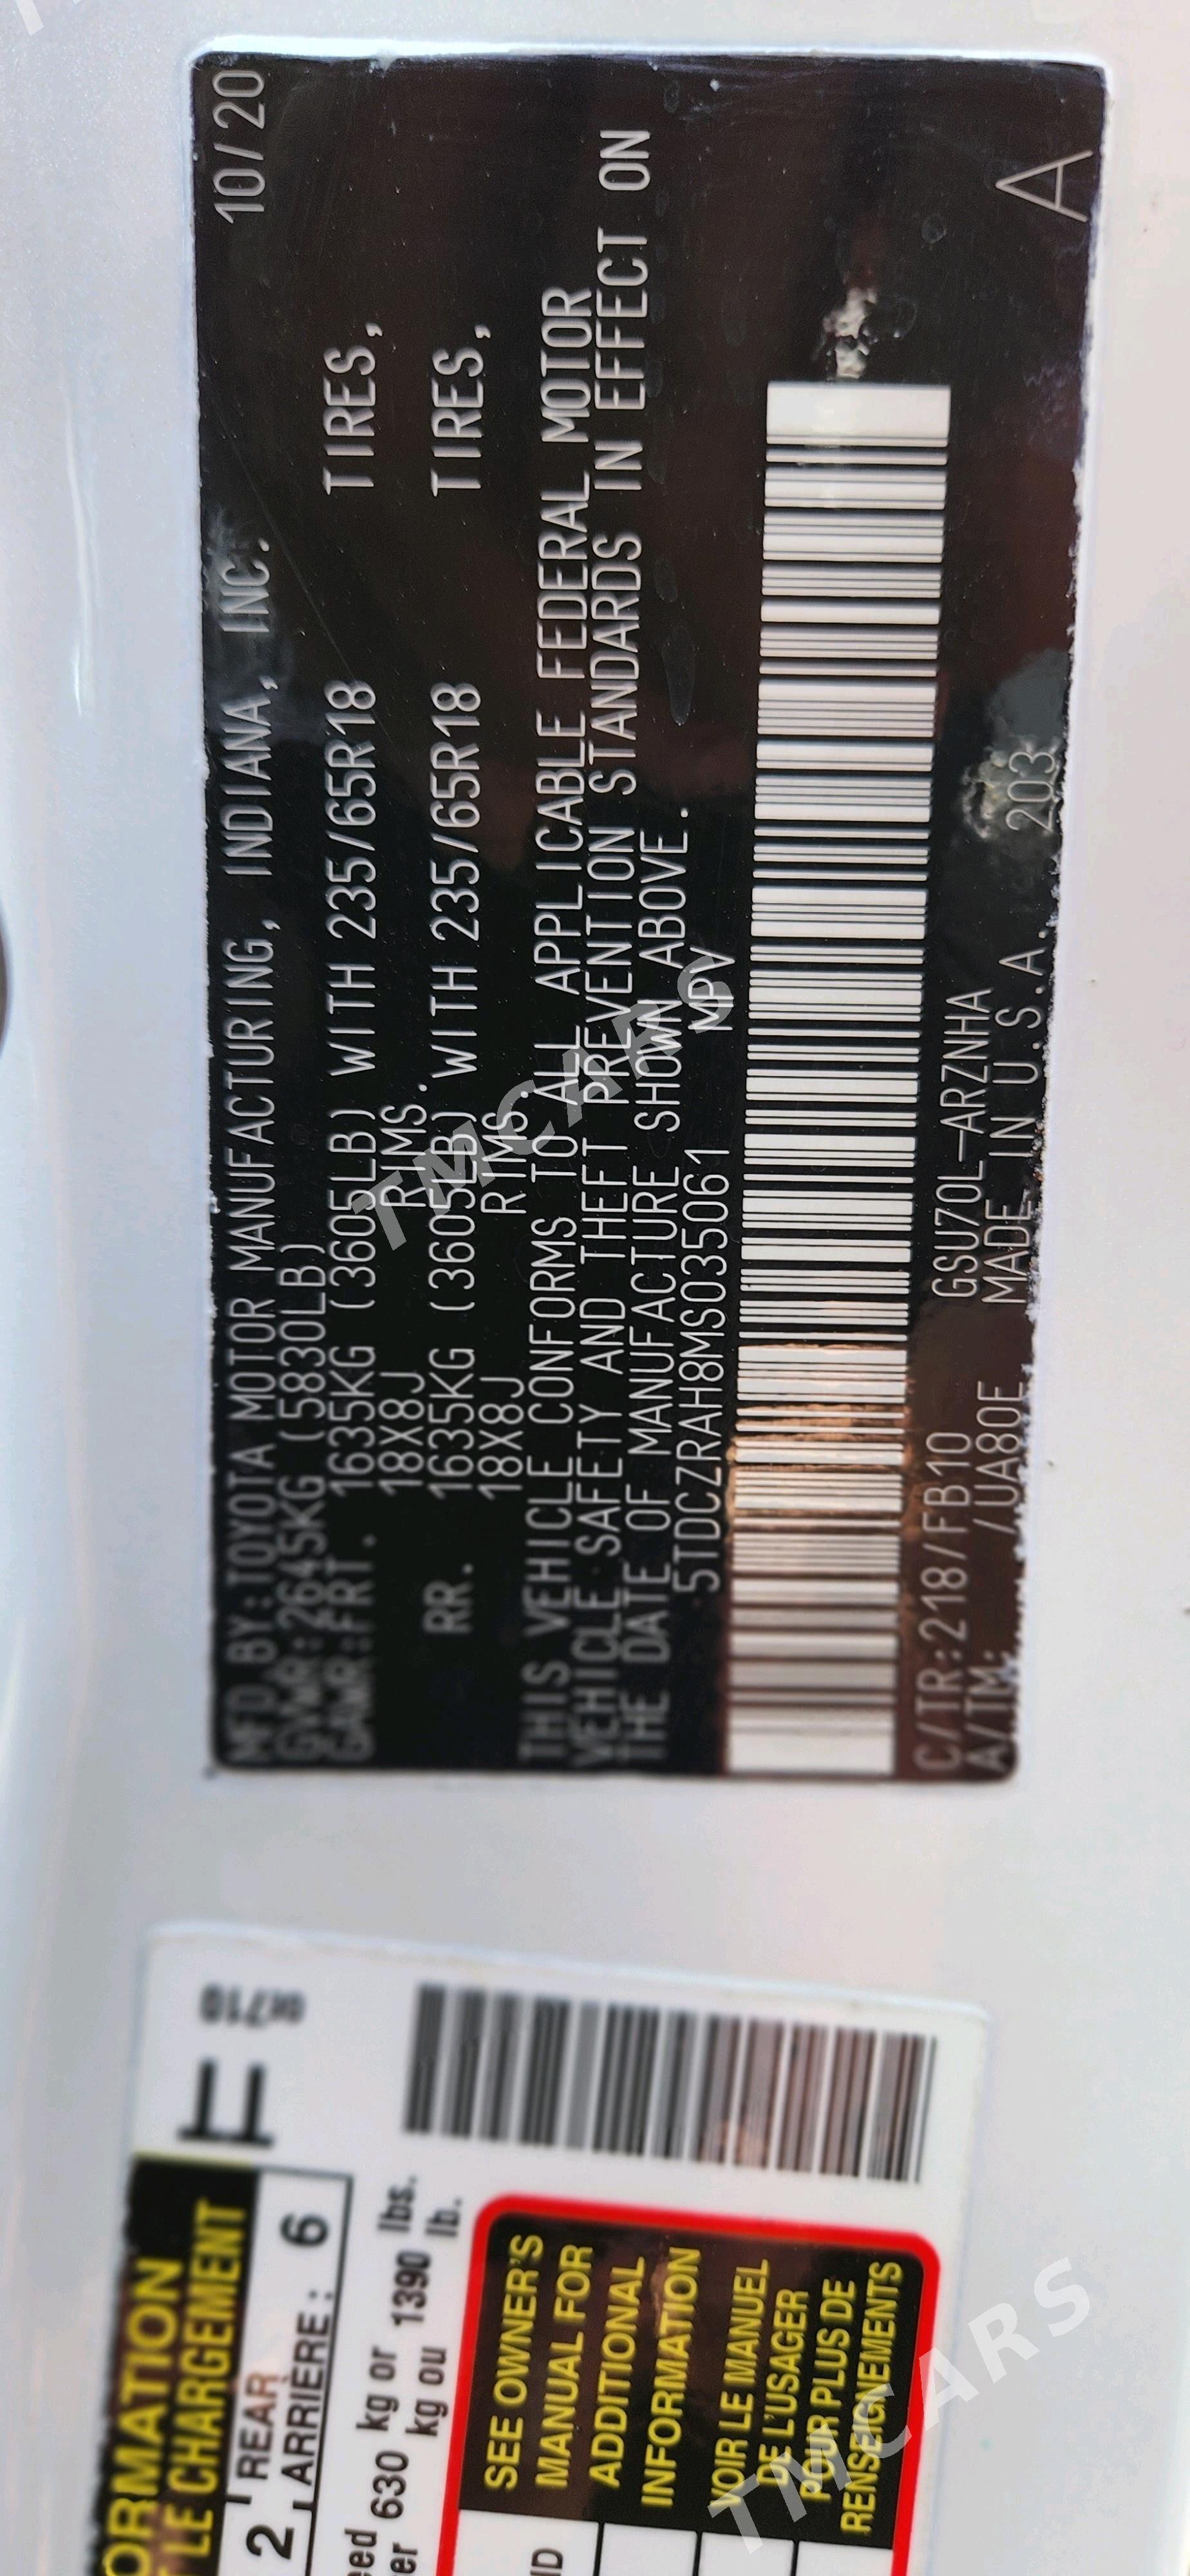 MFD BY:TOYOTA MOTOR MANUFACTURING, INDIANA, INC. 10/20
GVWR:2645KG (5830LB)
GAWR:FRT. 1635KG (3605LB) WITH 235/65R18 TIRES,
18X8J RIMS.
RR. 1635KG (3605LB) WITH 235/65R18 TIRES,
18X8J RIMS.
THIS VEHICLE CONFORMS TO ALL APPLICABLE FEDERAL MOTOR
VEHICLE SAFETY AND THEFT PREVENTION STANDARDS IN EFFECT ON
THE DATE OF MANUFACTURE SHOWN ABOVE.
5TDCZRAH8MS035061 MPV
C/TR:218/FB10 GSU70L-ARZNHA
A/TM: /UA80E MADE IN U.S.A. 203 A
TMCARS
ORMATION
LE CHARGEMENT
2 REAR
ARRIÈRE : 6
630 kg or 1390 lbs.
kg ou lb.
SEE OWNER'S
MANUAL FOR
ADDITIONAL
INFORMATION
VOIR LE MANUEL
DE L'USAGER
POUR PLUS DE
RENSEIGNEMENTS
TMCARS